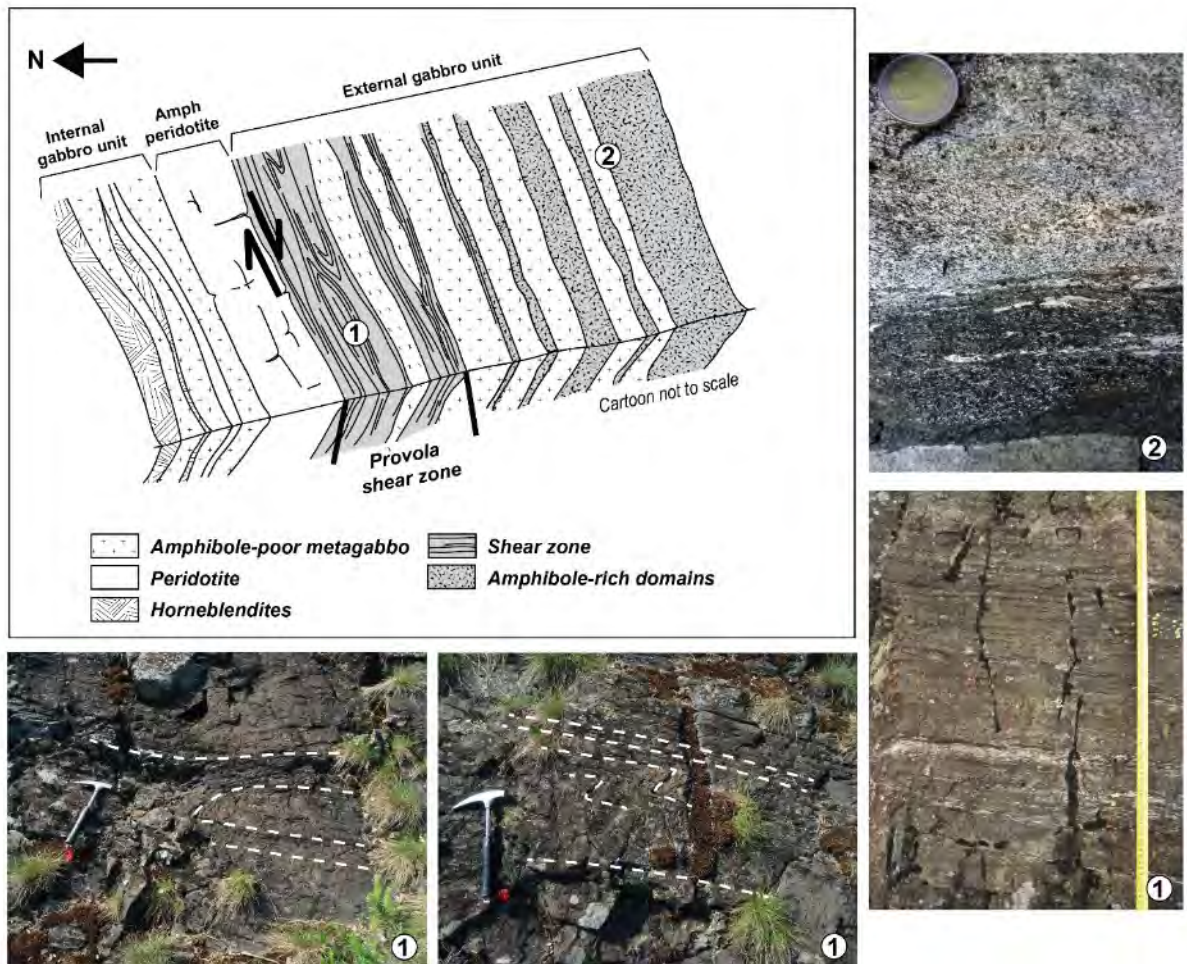 N
Internal
gabbro unit
Amph
peridotite
External gabbro unit
2
1
Cartoon not to scale
Provola
shear zone
Amphibole-poor metagabbo
Peridotite
Horneblendites
Shear zone
Amphibole-rich domains
2
1
1
1